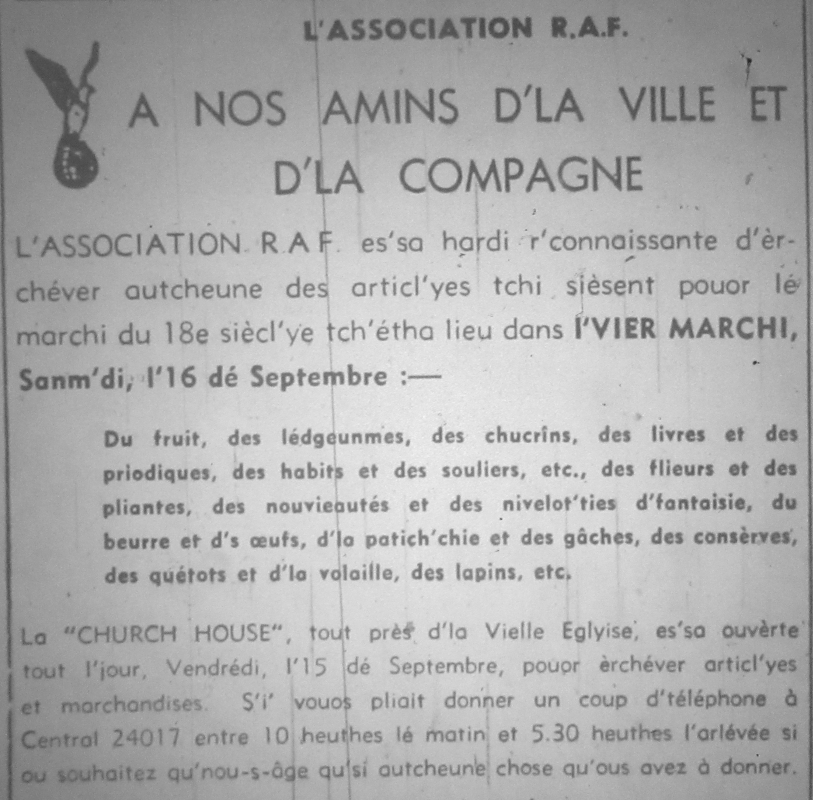 L'ASSOCIATION R.A.F.
A NOS AMINS D'LA VILLE ET
D'LA COMPAGNE
L'ASSOCIATION R.A.F. es'sa hardi r'connaissante d'èr-
chéver autcheune des articl'yes tchi sièsent pouor lé
marchi du 18e siècl'ye tch'étha lieu dans l'VIER MARCHI,
Sanm'di, l'16 dé Septembre :—
Du fruit, des lédgeunmes, des chucrîns, des livres et des
priodiques, des habits et des souliers, etc., des flieurs et des
pliantes, des nouvieautés et des nivelot'ties d'fantaisie, du
beurre et d's œufs, d'la patich'chie et des gâches, des consèrves,
des quétots et d'la volaille, des lapins, etc.
La "CHURCH HOUSE", tout près d'la Vielle Eglyise, es'sa ouvèrte
tout l'jour, Vendrédi, l'15 dé Septembre, pouor èrchéver articl'yes
et marchandises. S'i' vouos pliait donner un coup d'téléphone à
Central 24017 entre 10 heuthes lé matin et 5.30 heuthes l'arlévée si
ou souhaitez qu'nou-s-âge qu'si autcheune chose qu'ous avez à donner.